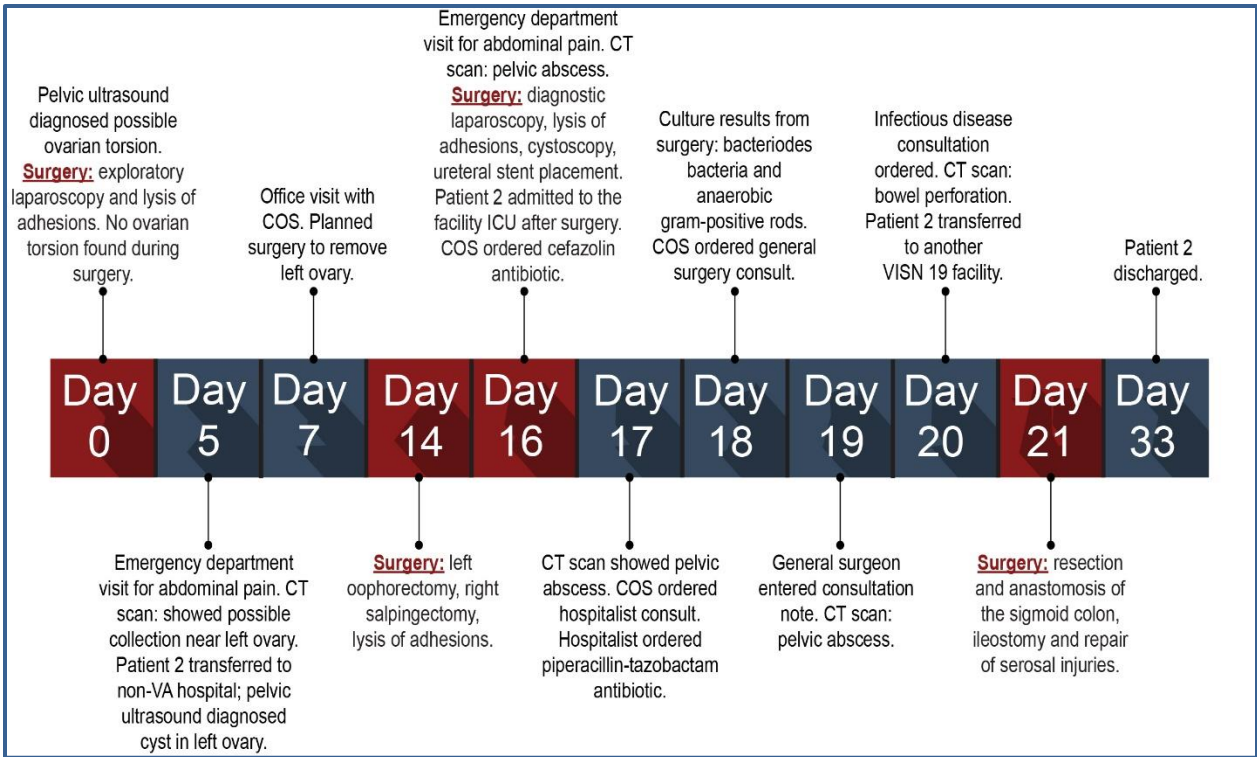 Pelvic ultrasound
diagnosed possible
ovarian torsion.
Surgery: exploratory
laparoscopy and lysis of
adhesions. No ovarian
torsion found during
surgery.
Office visit with
COS. Planned
surgery to remove
left ovary.
Emergency department
visit for abdominal pain. CT
scan: pelvic abscess.
Surgery: diagnostic
laparoscopy, lysis of
adhesions, cystoscopy,
ureteral stent placement.
Patient 2 admitted to the
facility ICU after surgery.
COS ordered cefazolin
antibiotic.
Culture results from
surgery: bacteriodes
bacteria and
anaerobic
gram-positive rods.
COS ordered general
surgery consult.
Infectious disease
consultation
ordered. CT scan:
bowel perforation.
Patient 2 transferred
to another
VISN 19 facility.
Patient 2
discharged.
Day
0
Day
5
Day
7
Day
14
Day
16
Day
17
Day
18
Day
19
Day
20
Day
21
Day
33
Emergency department
visit for abdominal pain. CT
scan: showed possible
collection near left ovary.
Patient 2 transferred to
non-VA hospital; pelvic
ultrasound diagnosed
cyst in left ovary.
Surgery: left
oophorectomy, right
salpingectomy,
lysis of adhesions.
CT scan showed pelvic
abscess. COS ordered
hospitalist consult.
Hospitalist ordered
piperacillin-tazobactam
antibiotic.
General surgeon
entered consultation
note. CT scan:
pelvic abscess.
Surgery: resection
and anastomosis of
the sigmoid colon,
ileostomy and repair
of serosal injuries.